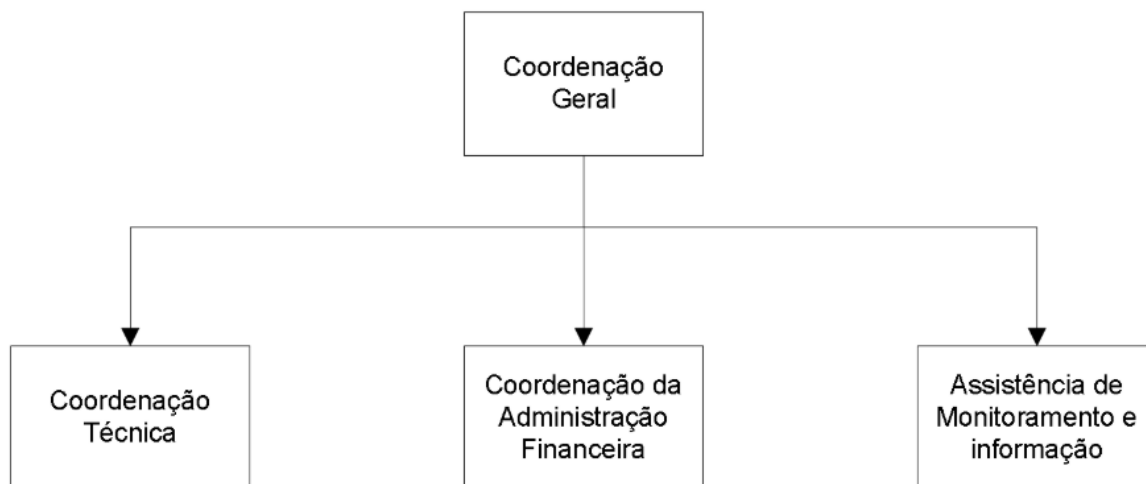 Coordenação
Geral
Coordenação
Técnica
Coordenação da
Administração
Financeira
Assistência de
Monitoramento e
informação